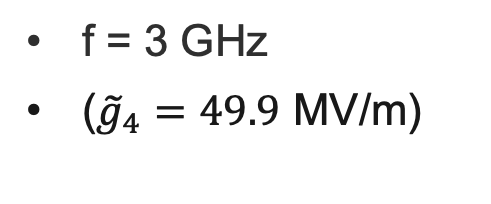 • f = 3 GHz
• (g̃₄ = 49.9 MV/m)